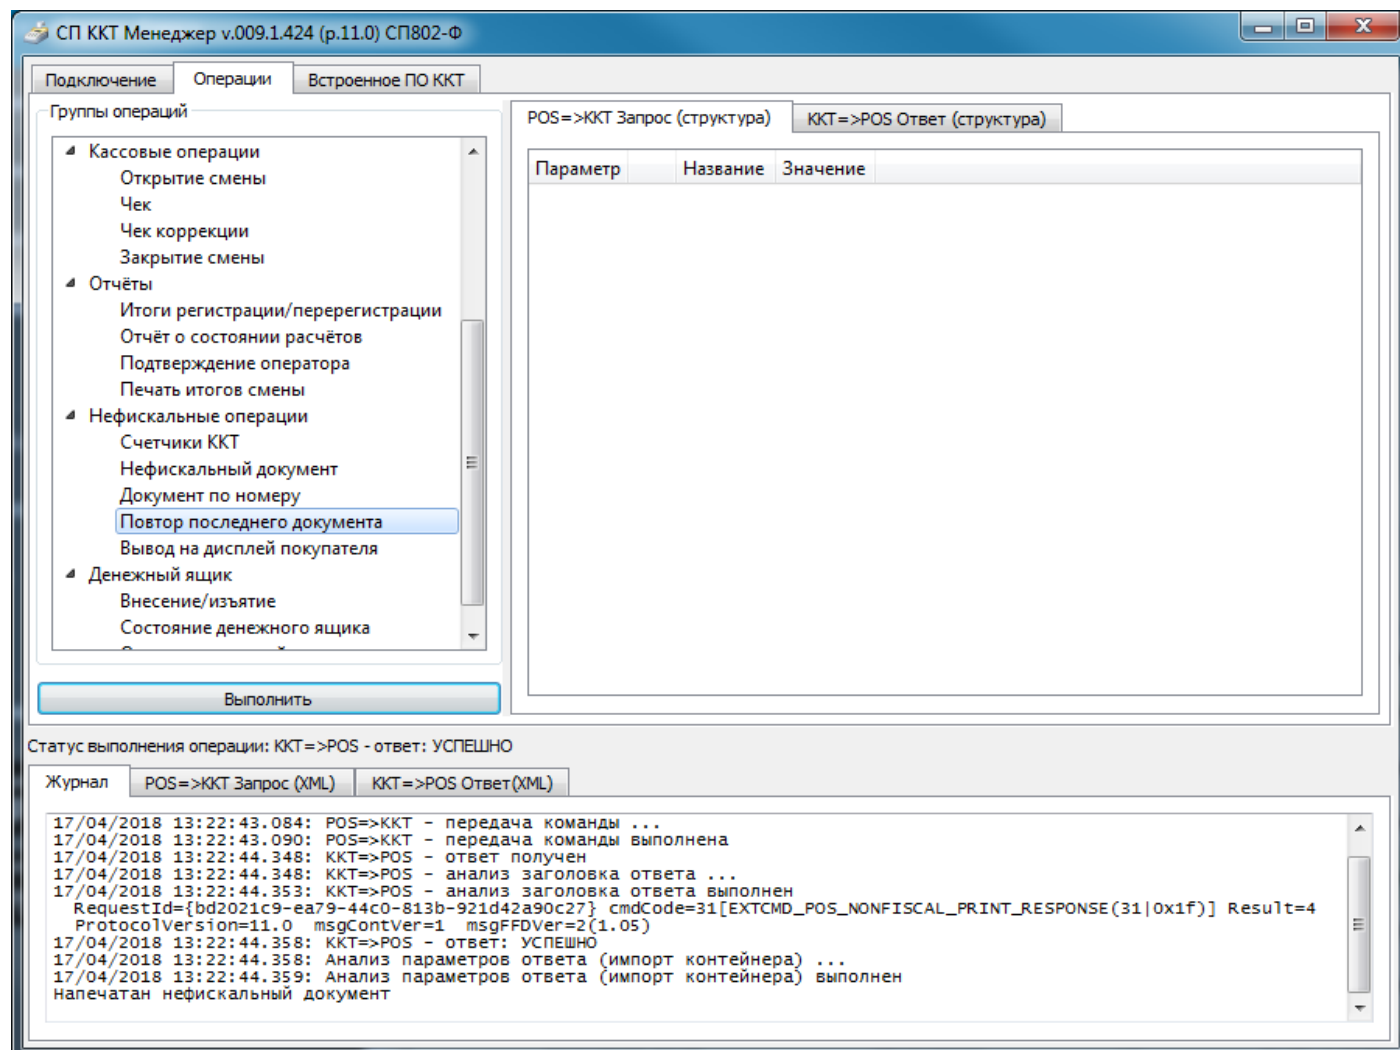 СП ККТ Менеджер v.009.1.424 (р.11.0) СП802-Ф
Подключение Операции Встроенное ПО ККТ
Группы операций
Кассовые операции
Открытие смены
Чек
Чек коррекции
Закрытие смены
Отчёты
Итоги регистрации/перерегистрации
Отчёт о состоянии расчётов
Подтверждение оператора
Печать итогов смены
Нефискальные операции
Счетчики ККТ
Нефискальный документ
Документ по номеру
Повтор последнего документа
Вывод на дисплей покупателя
Денежный ящик
Внесение/изъятие
Состояние денежного ящика
Выполнить
POS=>ККТ Запрос (структура) ККТ=>POS Ответ (структура)
Параметр Название Значение
Статус выполнения операции: ККТ=>POS - ответ: УСПЕШНО
Журнал POS=>ККТ Запрос (XML) ККТ=>POS Ответ(XML)
17/04/2018 13:22:43.084: POS=>ККТ - передача команды ...
17/04/2018 13:22:43.090: POS=>ККТ - передача команды выполнена
17/04/2018 13:22:44.348: ККТ=>POS - ответ получен
17/04/2018 13:22:44.348: ККТ=>POS - анализ заголовка ответа ...
17/04/2018 13:22:44.353: ККТ=>POS - анализ заголовка ответа выполнен
RequestId={bd2021c9-ea79-44c0-813b-921d42a90c27} cmdCode=31[EXTCMD_POS_NONFISCAL_PRINT_RESPONSE(31|0x1f)] Result=4
ProtocolVersion=11.0 msgContVer=1 msgFFDVer=2(1.05)
17/04/2018 13:22:44.358: ККТ=>POS - ответ: УСПЕШНО
17/04/2018 13:22:44.358: Анализ параметров ответа (импорт контейнера) ...
17/04/2018 13:22:44.359: Анализ параметров ответа (импорт контейнера) выполнен
Напечатан нефискальный документ